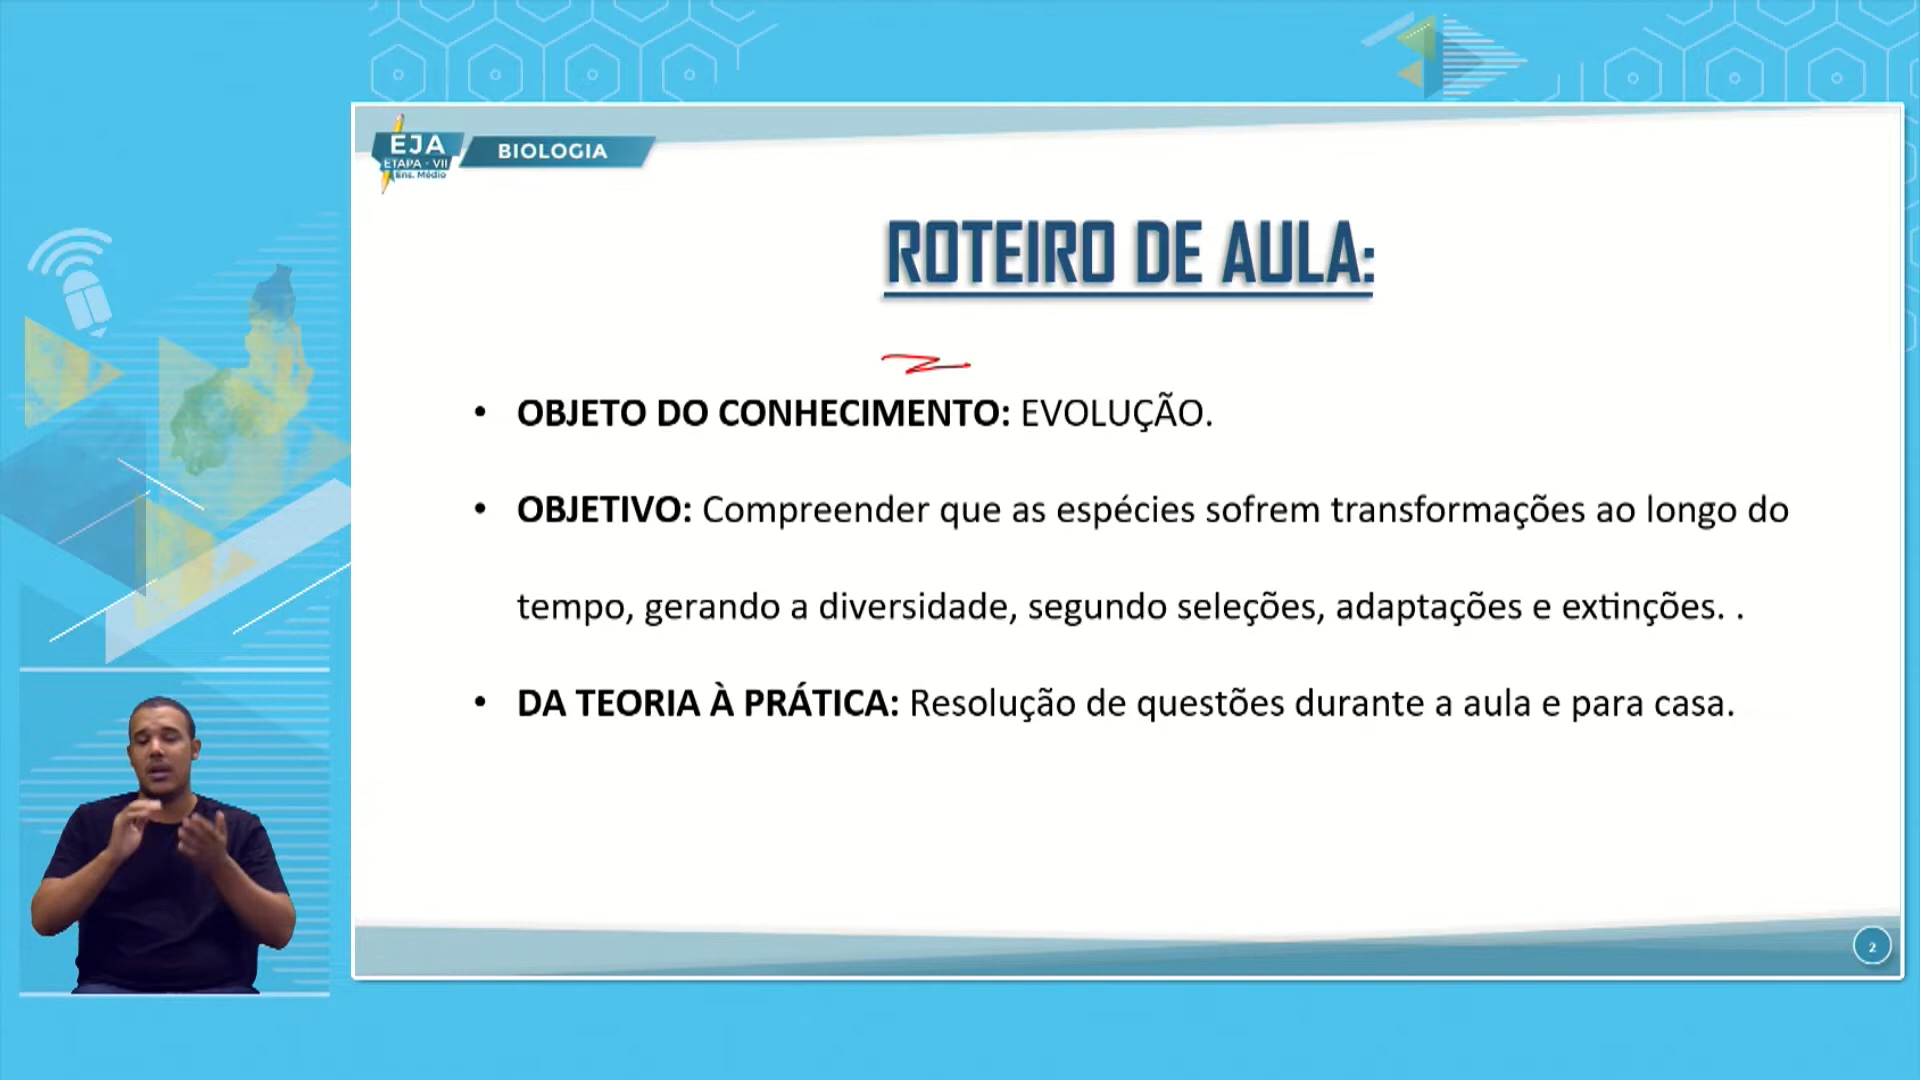 EJA
ETAPA - VII
Ens. Médio
BIOLOGIA
ROTEIRO DE AULA:
• OBJETO DO CONHECIMENTO: EVOLUÇÃO.
• OBJETIVO: Compreender que as espécies sofrem transformações ao longo do
tempo, gerando a diversidade, segundo seleções, adaptações e extinções. .
• DA TEORIA À PRÁTICA: Resolução de questões durante a aula e para casa.
2